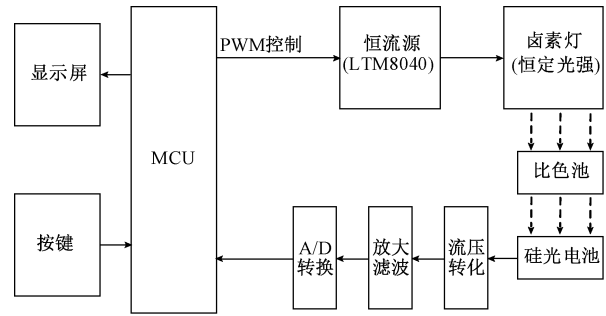 显示屏
按键
MCU
PWM控制
恒流源
(LTM8040)
卤素灯
(恒定光强)
比色池
硅光电池
流压
转化
放大
滤波
A/D
转换